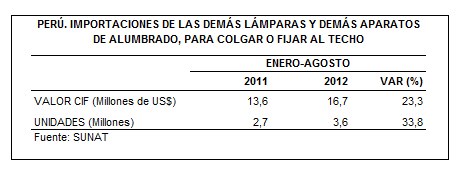 PERÚ. IMPORTACIONES DE LAS DEMÁS LÁMPARAS Y DEMÁS APARATOS
DE ALUMBRADO, PARA COLGAR O FIJAR AL TECHO
ENERO-AGOSTO
2011 2012 VAR (%)
VALOR CIF (Millones de US$) 13,6 16,7 23,3
UNIDADES (Millones) 2,7 3,6 33,8
Fuente: SUNAT